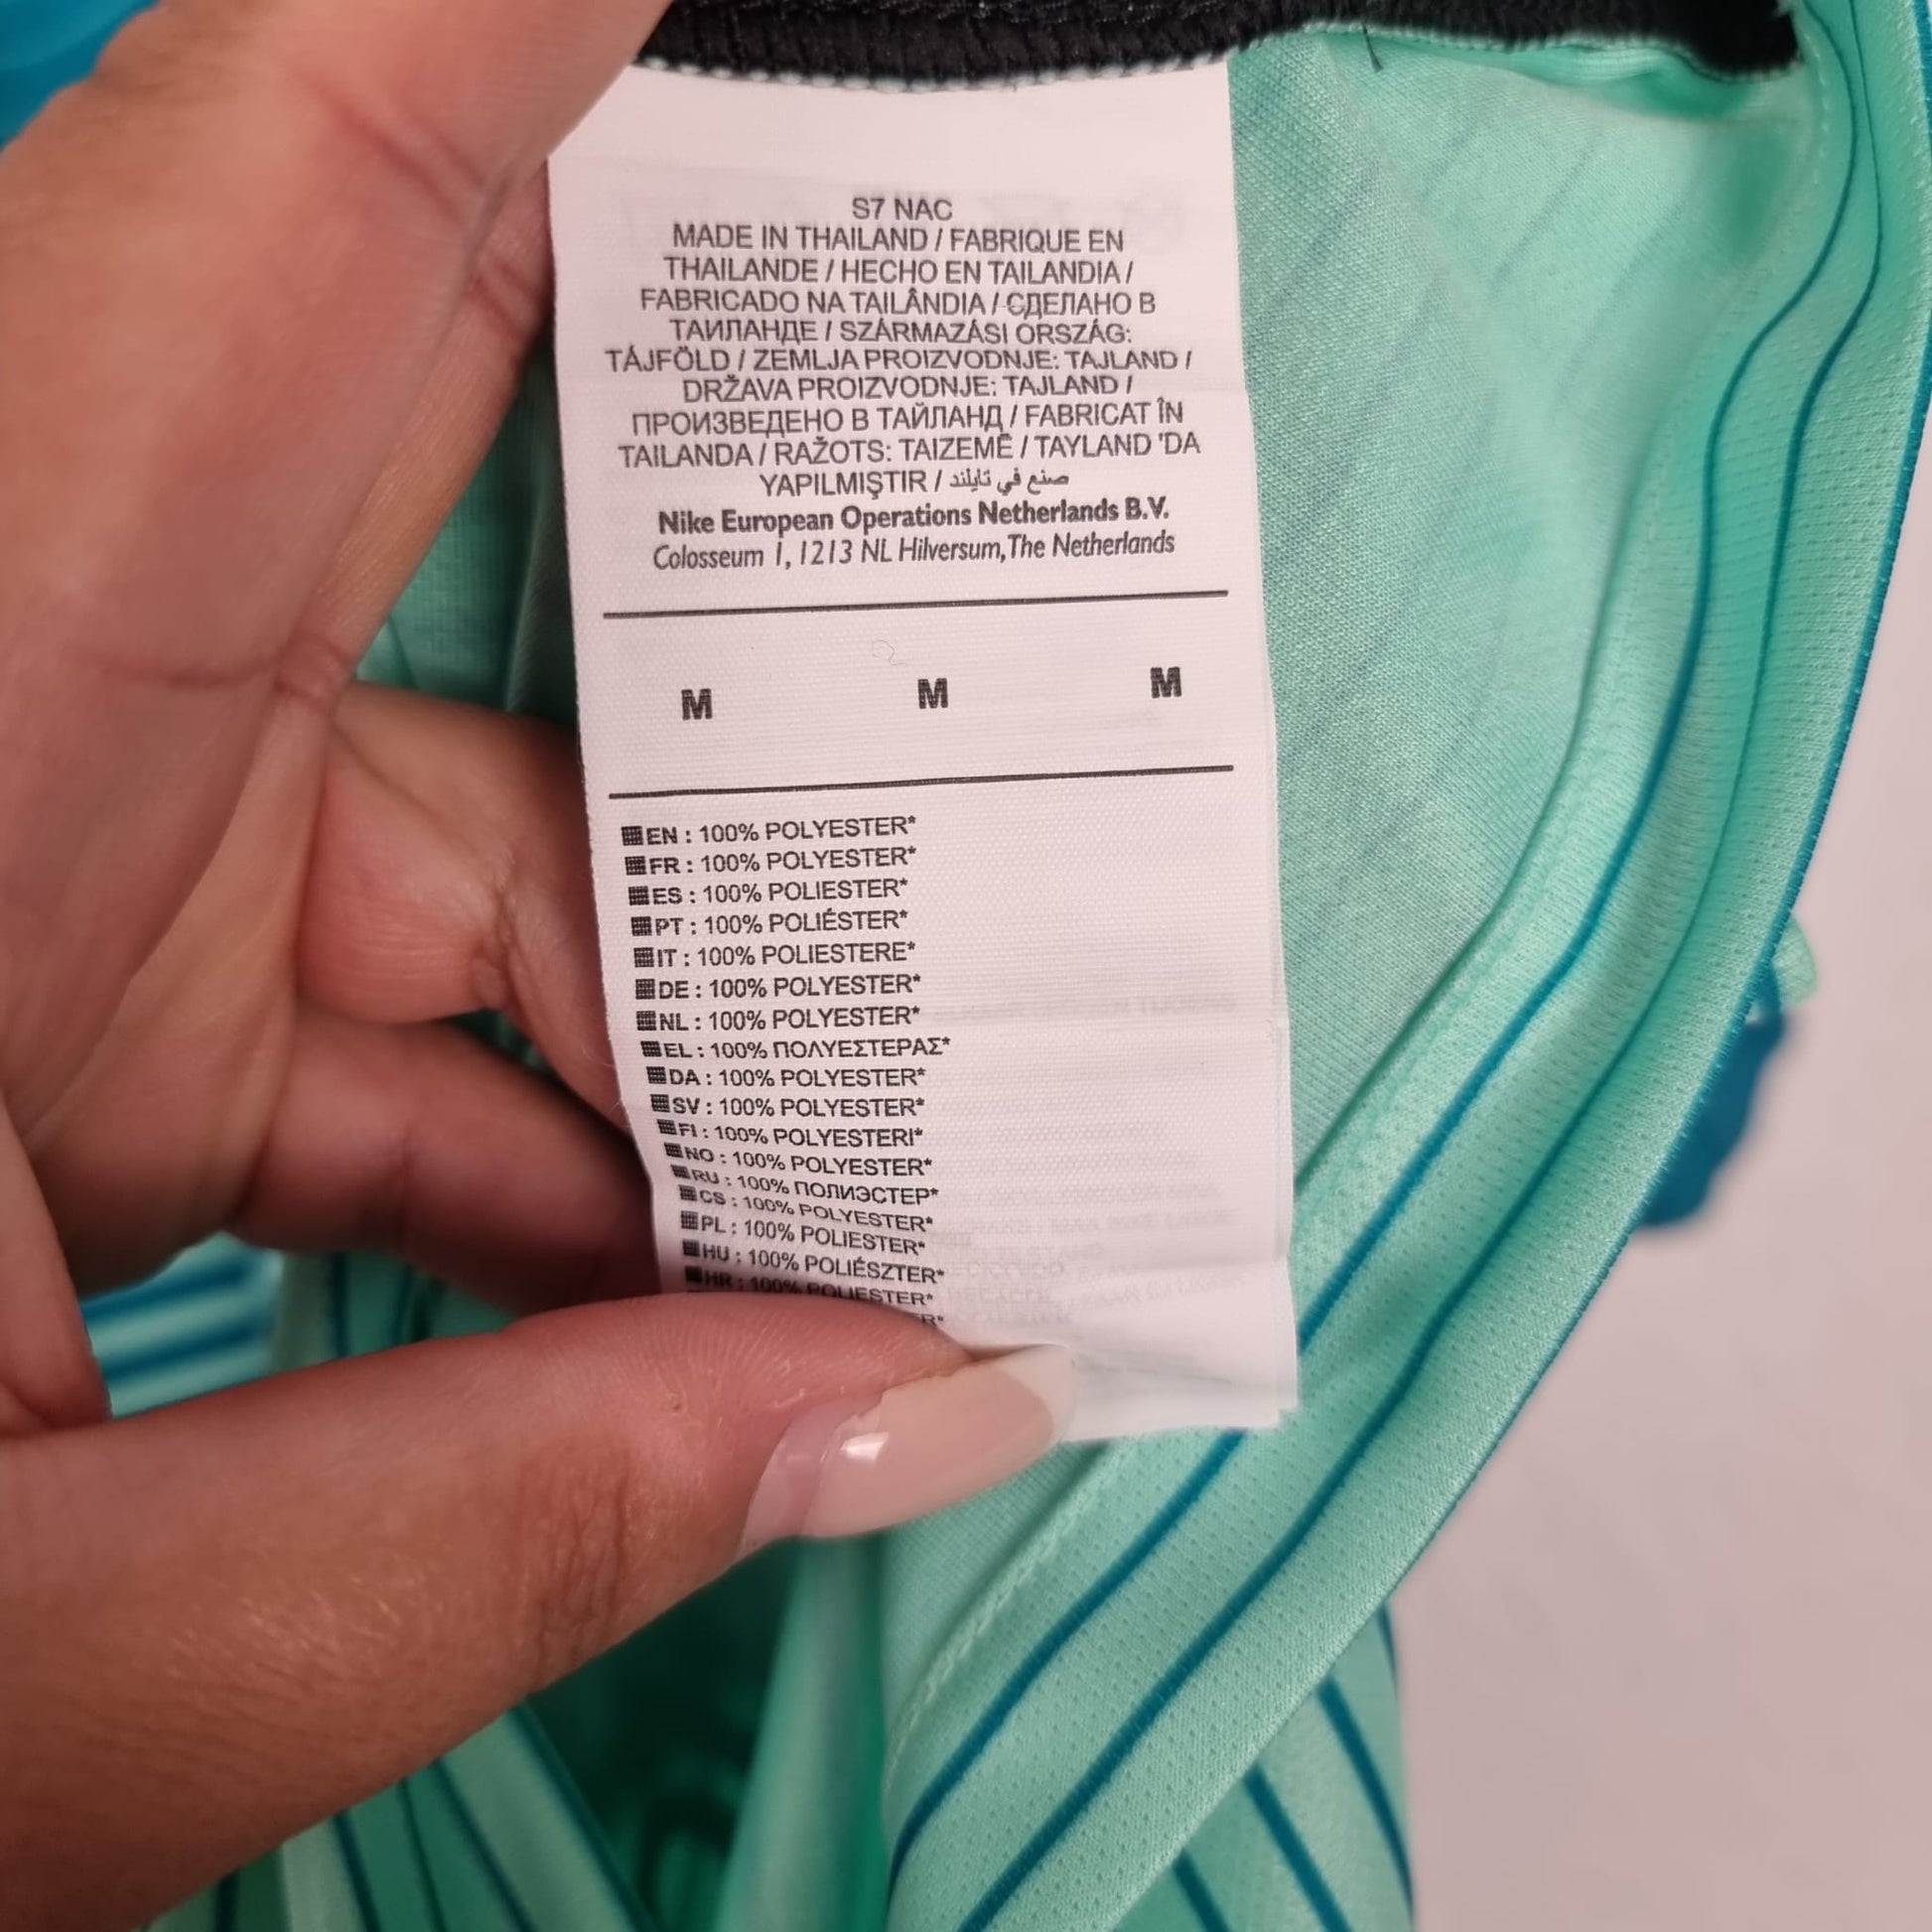 S7 NAC
MADE IN THAILAND / FABRIQUE EN
THAILANDE / HECHO EN TAILANDIA /
FABRICADO NA TAILÂNDIA / СДЕЛАНО В
ТАИЛАНДЕ / SZÁRMAZÁSI ORSZÁG:
TÁJFÖLD / ZEMLJA PROIZVODNJE: TAJLAND /
DRŽAVA PROIZVODNJE: TAJLAND /
ПРОИЗВЕДЕНО В ТАЙЛАНД / FABRICAT ÎN
TAILANDA / RAŽOTS: TAIZEMĒ / TAYLAND 'DA
YAPILMIŞTIR / صنع في تايلند
Nike European Operations Netherlands B.V.
Colosseum 1, 1213 NL Hilversum, The Netherlands
M M M
EN : 100% POLYESTER*
FR : 100% POLYESTER*
ES : 100% POLIESTER*
PT : 100% POLIÉSTER*
IT : 100% POLIESTERE*
DE : 100% POLYESTER*
NL : 100% POLYESTER*
EL : 100% ΠΟΛΥΕΣΤΕΡΑΣ*
DA : 100% POLYESTER*
SV : 100% POLYESTER*
FI : 100% POLYESTERI*
NO : 100% POLYESTER*
RU : 100% ПОЛИЭСТЕР*
CS : 100% POLYESTER*
PL : 100% POLIESTER*
HU : 100% POLIÉSZTER*
HR : 100% POLIESTER*